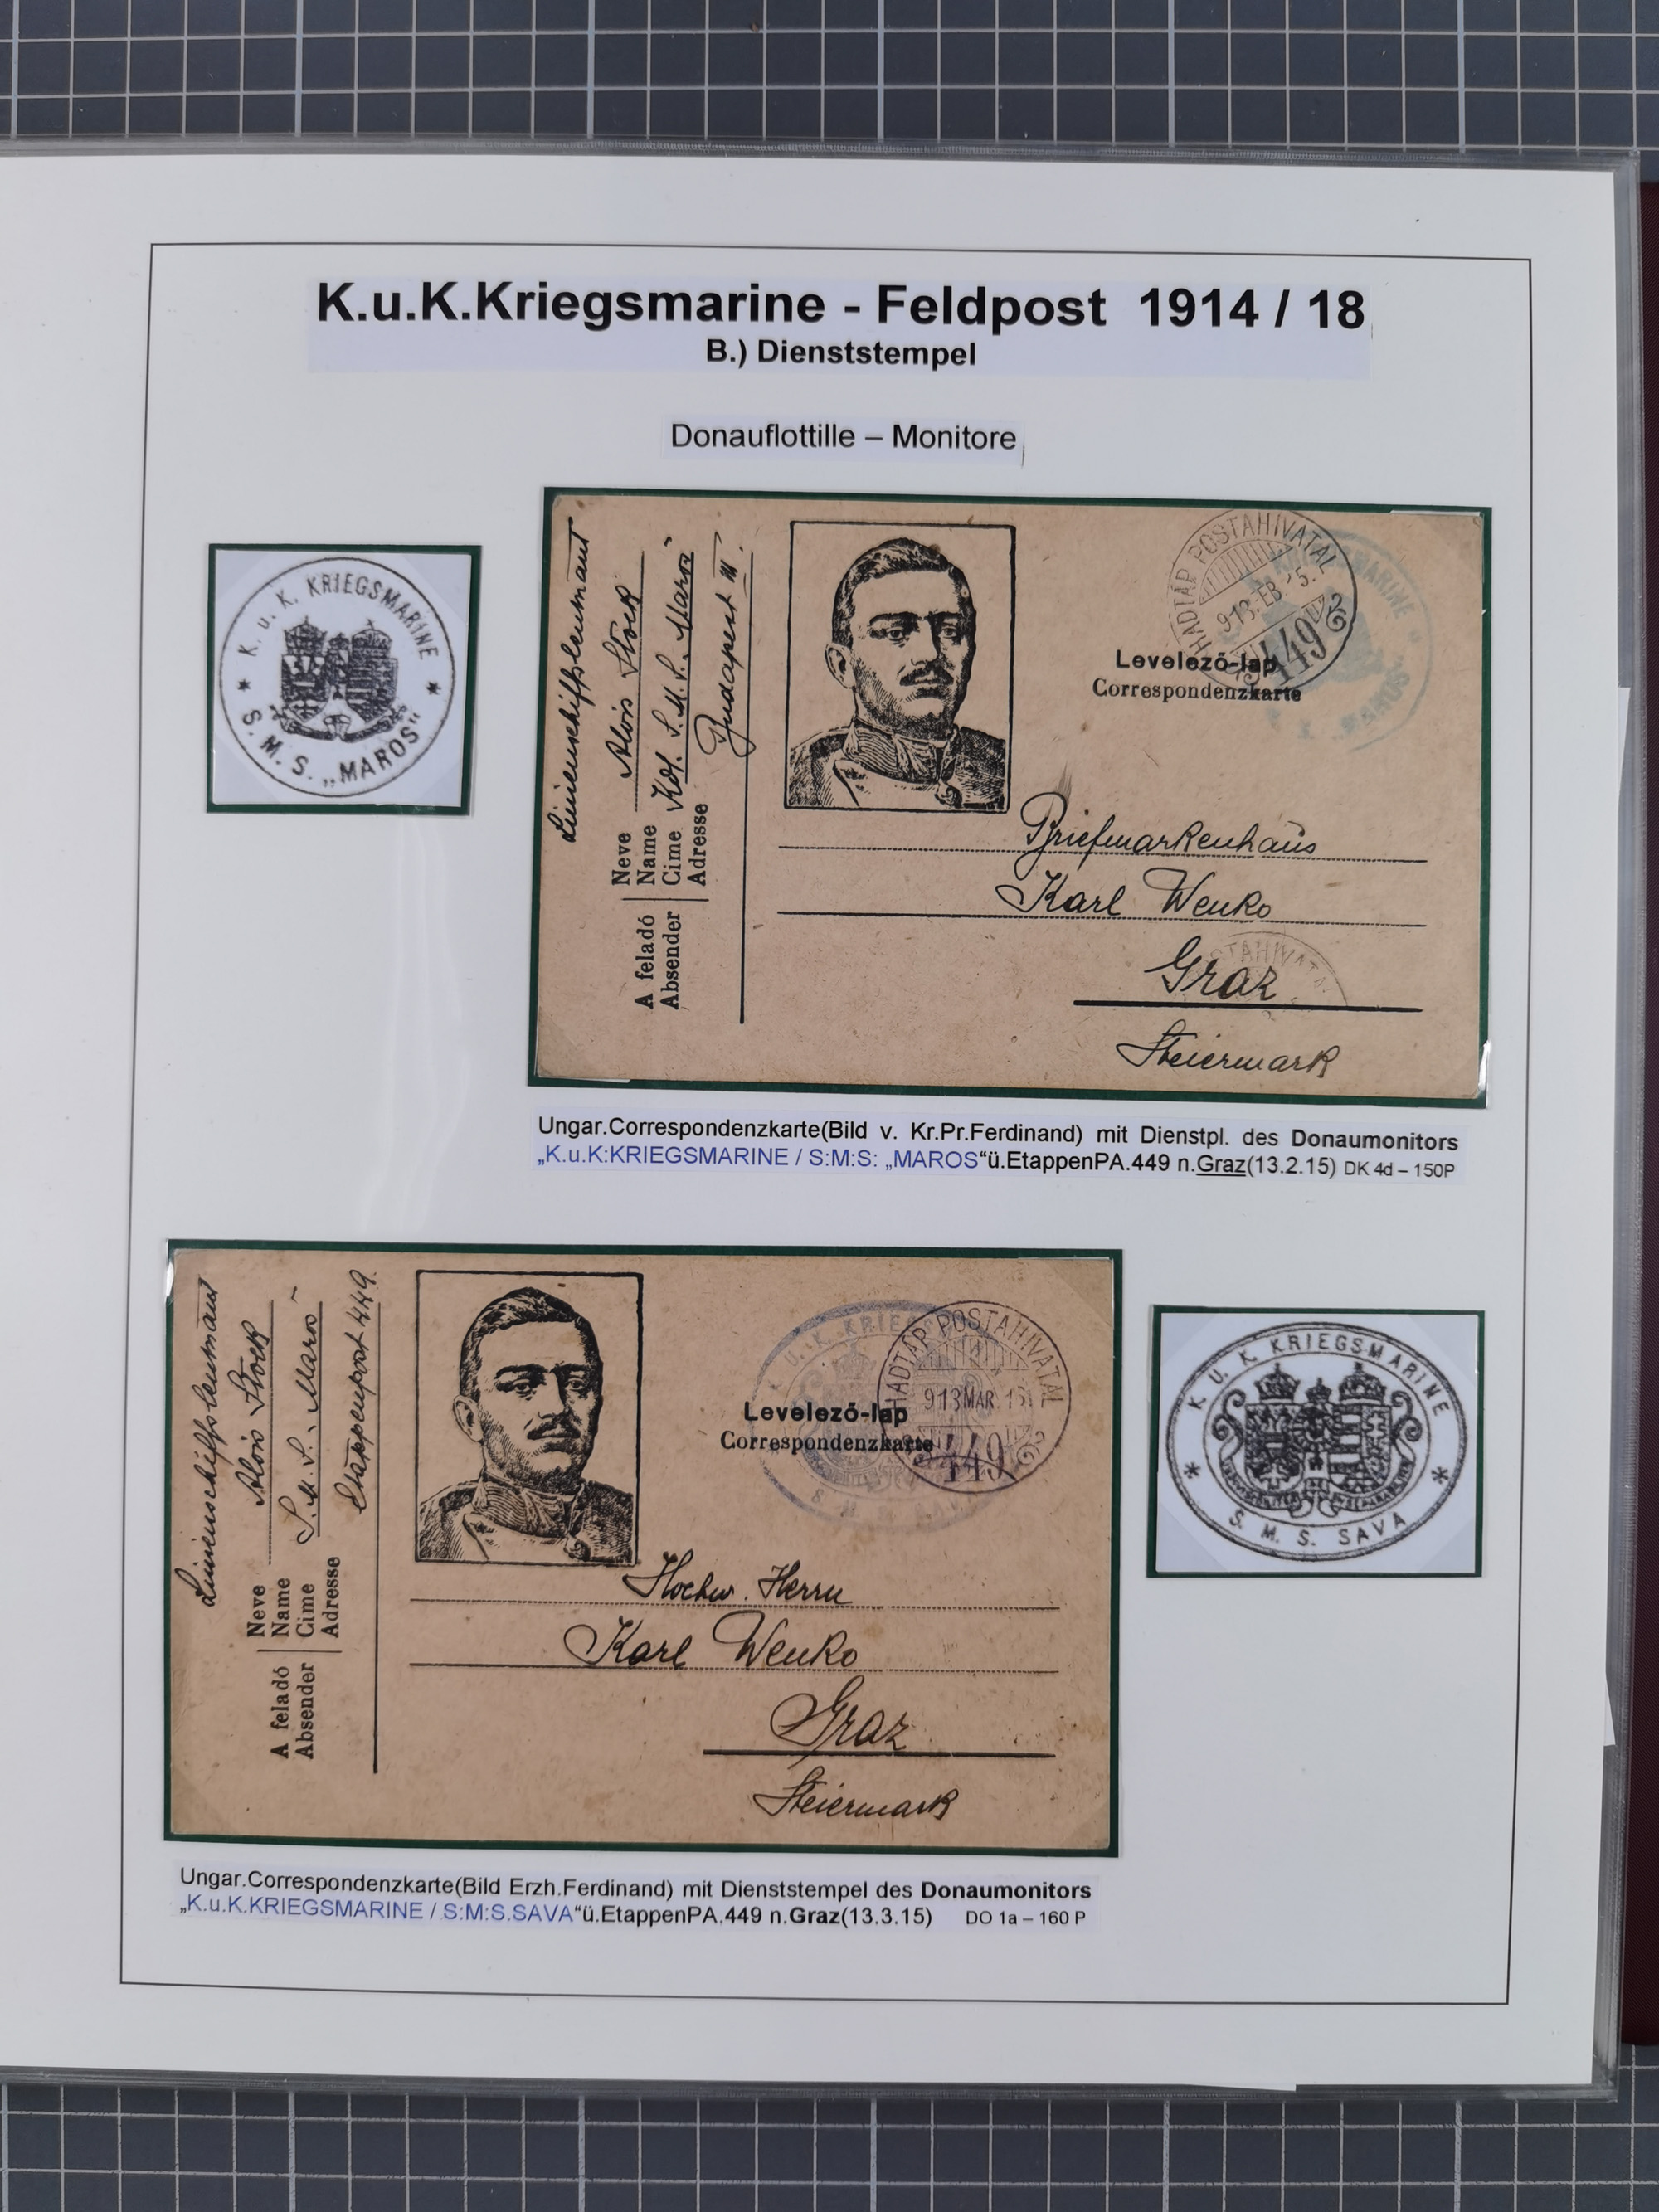 K.u.K.Kriegsmarine - Feldpost 1914 / 18
B.) Dienststempel
Donauflottille – Monitore
* K. u. K. KRIEGSMARINE *
S. M. S. „MAROS“
Linienschiffsleutnant
Alois Stock
Kdt. S. M. S. „Maros“
Budapest III.
Neve
Name
Cime
Adresse
A feladó
Absender
HADTÁP POSTAHIVATAL
449
KRIEGSMARINE
„MAROS“
Levelező-lap
Correspondenzkarte
Briefmarkenhaus
Karl Wenko
Graz
Steiermark
Ungar.Correspondenzkarte(Bild v. Kr.Pr.Ferdinand) mit Dienstpl. des Donaumonitors
„K.u.K:KRIEGSMARINE / S:M:S: „MAROS“ü.EtappenPA.449 n.Graz(13.2.15) DK 4d – 150P
Linienschiffsleutnant
Alois Stock
S. M. S. „Maros“
Etappenpost 449.
Neve
Name
Cime
Adresse
A feladó
Absender
U. K. KRIEGS
HADTÁP POSTAHIVATAL
913 MAR. 15
449
Levelező-lap
Correspondenzkarte
Hochw. Herrn
Karl Wenko
Graz
Steiermark
* K. U. K. KRIEGSMARINE *
S. M. S. SAVA
Ungar.Correspondenzkarte(Bild Erzh.Ferdinand) mit Dienststempel des Donaumonitors
„K.u.K.KRIEGSMARINE / S:M:S.SAVA“ü.EtappenPA.449 n.Graz(13.3.15) DO 1a – 160 P